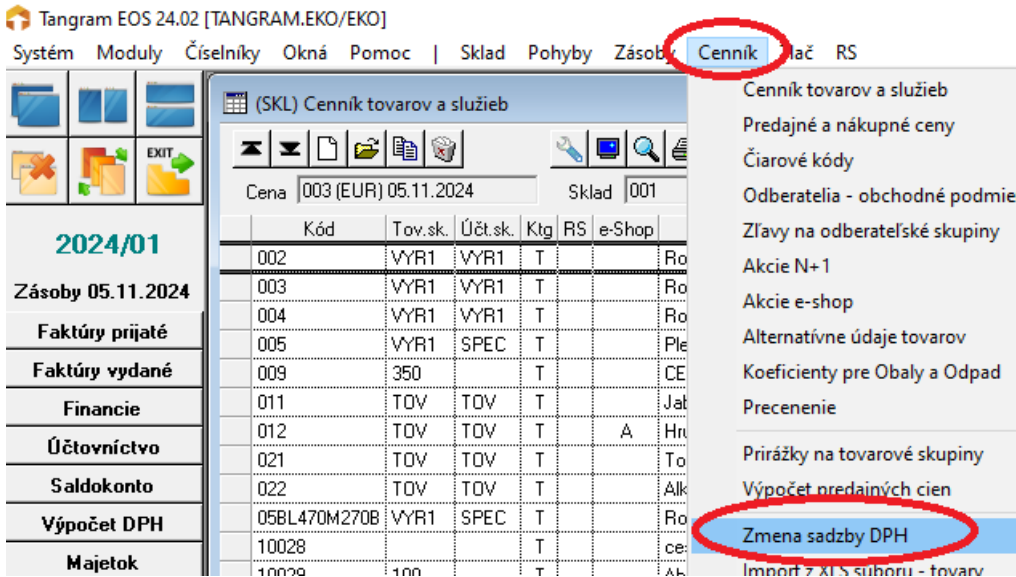 Tangram EOS 24.02 [TANGRAM.EKO/EKO]
Systém Moduly Číselníky Okná Pomoc | Sklad Pohyby Zásoby Cenník Tlač RS
EXIT
2024/01
Zásoby 05.11.2024
Faktúry prijaté
Faktúry vydané
Financie
Účtovníctvo
Saldokonto
Výpočet DPH
Majetok
(SKL) Cenník tovarov a služieb
Cena 003 (EUR) 05.11.2024 Sklad 001
Kód Tov.sk. Účt.sk. Ktg RS e-Shop
002 VYR1 VYR1 T Ro
003 VYR1 VYR1 T Ro
004 VYR1 VYR1 T Ro
005 VYR1 SPEC T Ple
009 350 T CE
011 TOV TOV T Jab
012 TOV TOV T A Hru
021 TOV TOV T To
022 TOV TOV T Alk
05BL470M270B VYR1 SPEC T Ro
10028 T ce
10029 100 T
Cenník tovarov a služieb
Predajné a nákupné ceny
Čiarové kódy
Odberatelia - obchodné podmie
Zľavy na odberateľské skupiny
Akcie N+1
Akcie e-shop
Alternatívne údaje tovarov
Koeficienty pre Obaly a Odpad
Precenenie
Prirážky na tovarové skupiny
Výpočet predajných cien
Zmena sadzby DPH
Import z XLS súboru - tovary